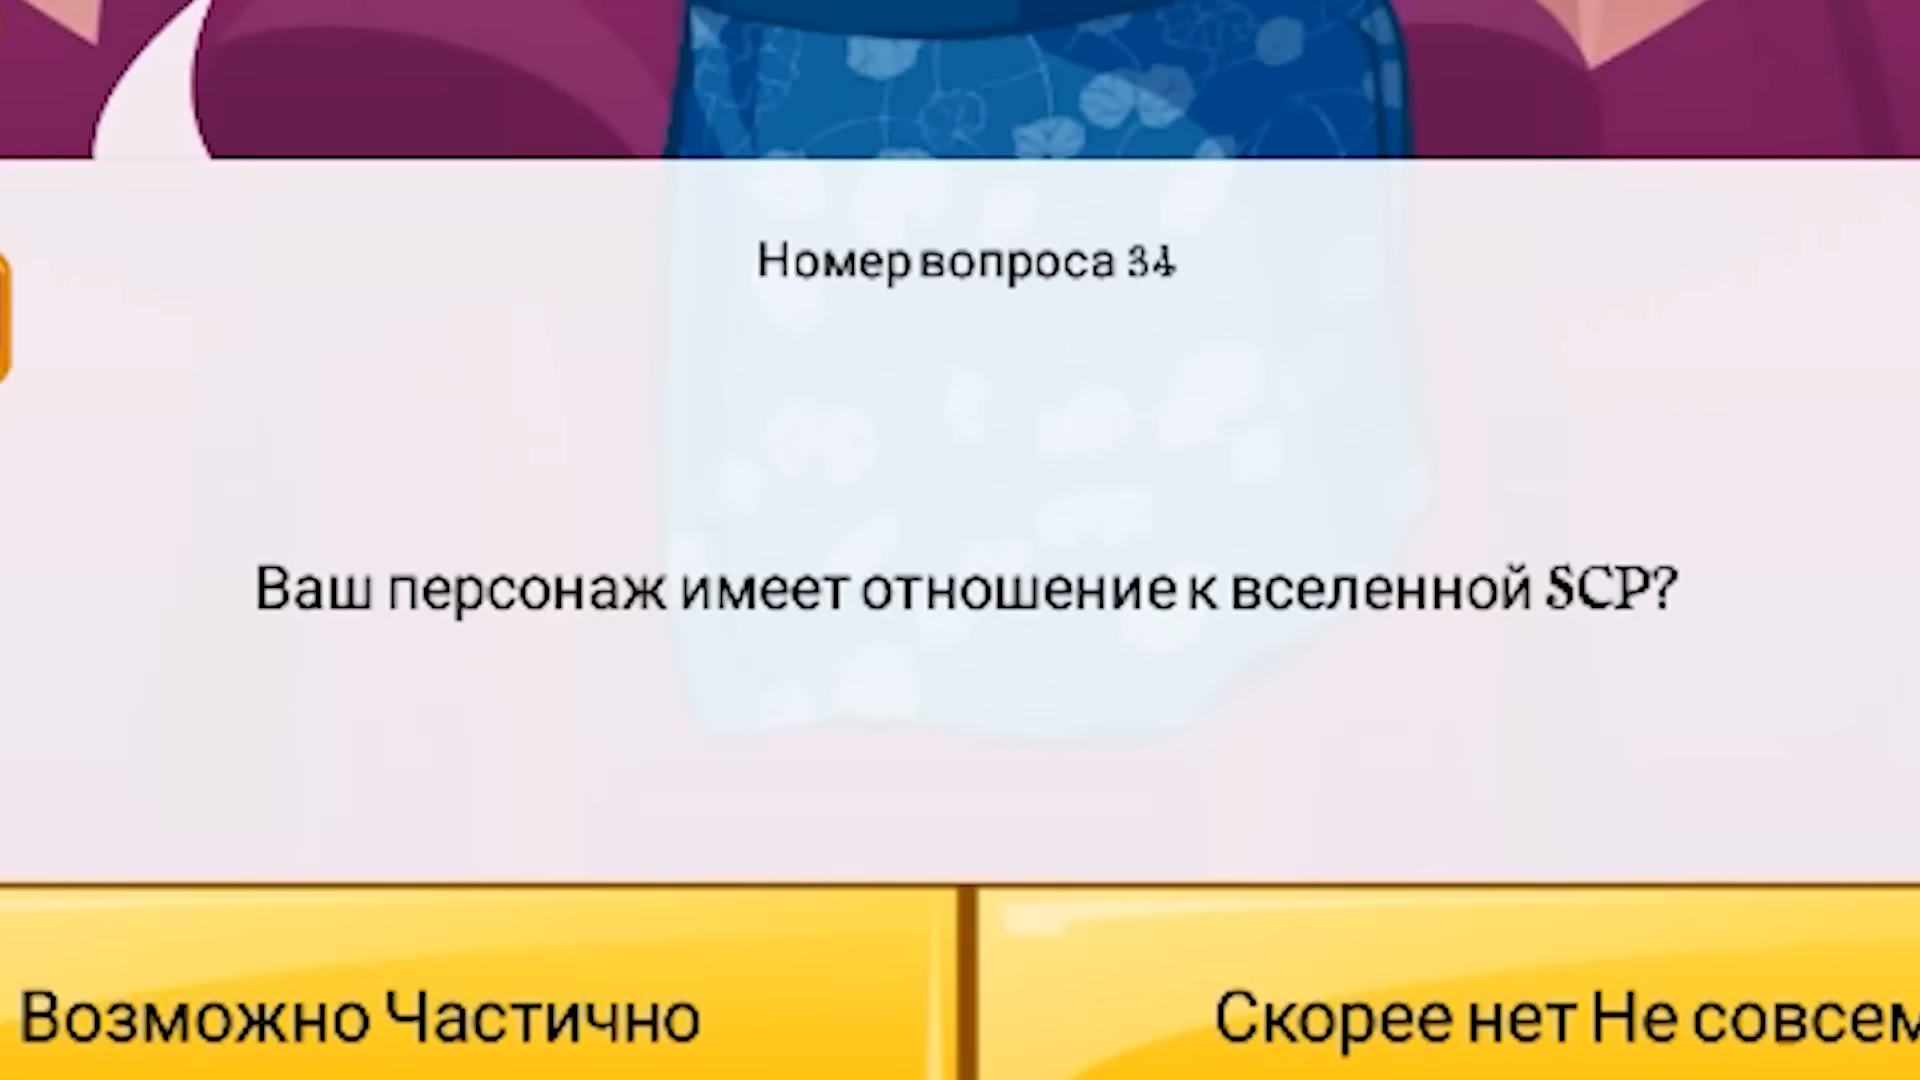 Номер вопроса 34
Ваш персонаж имеет отношение к вселенной SCP?
Возможно Частично
Скорее нет Не совсем